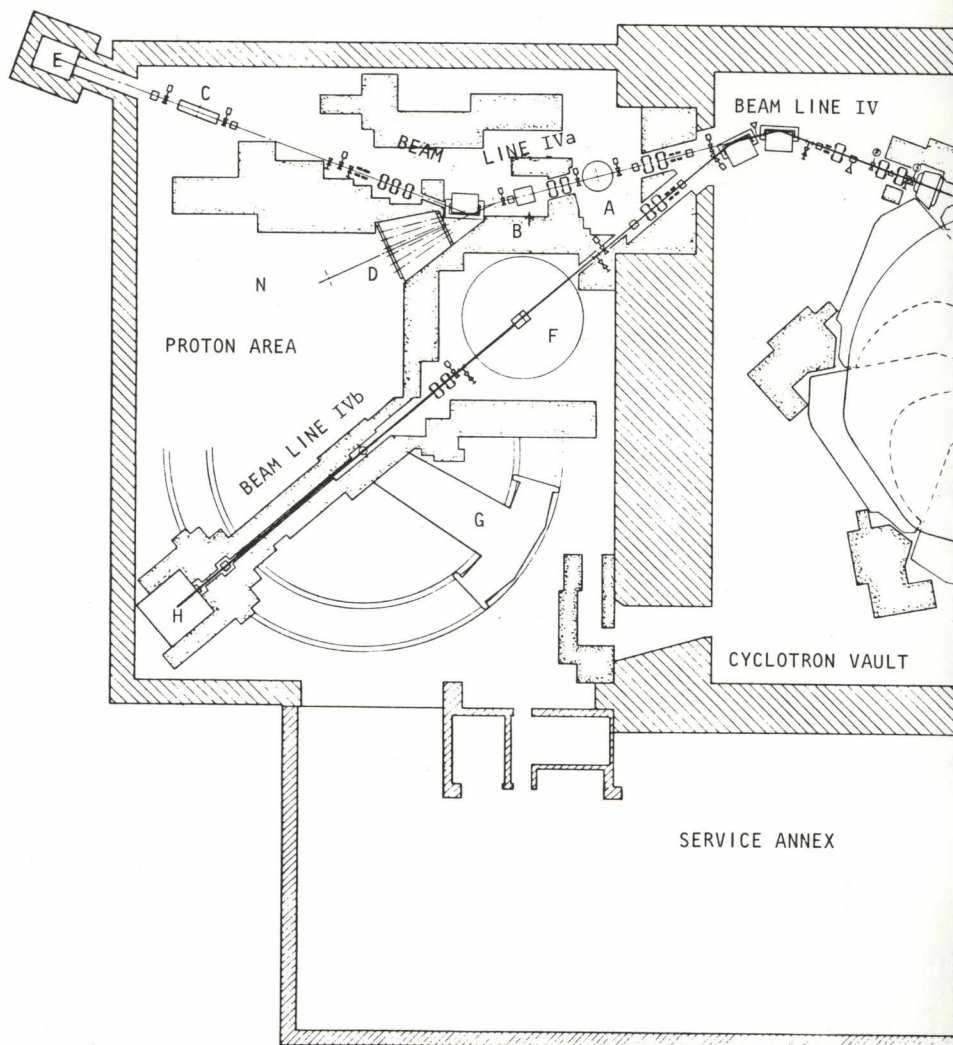 E
C
BEAM LINE IV
BEAM LINE IVa
A
B
D
N
F
PROTON AREA
BEAM LINE IVb
G
H
CYCLOTRON VAULT
SERVICE ANNEX